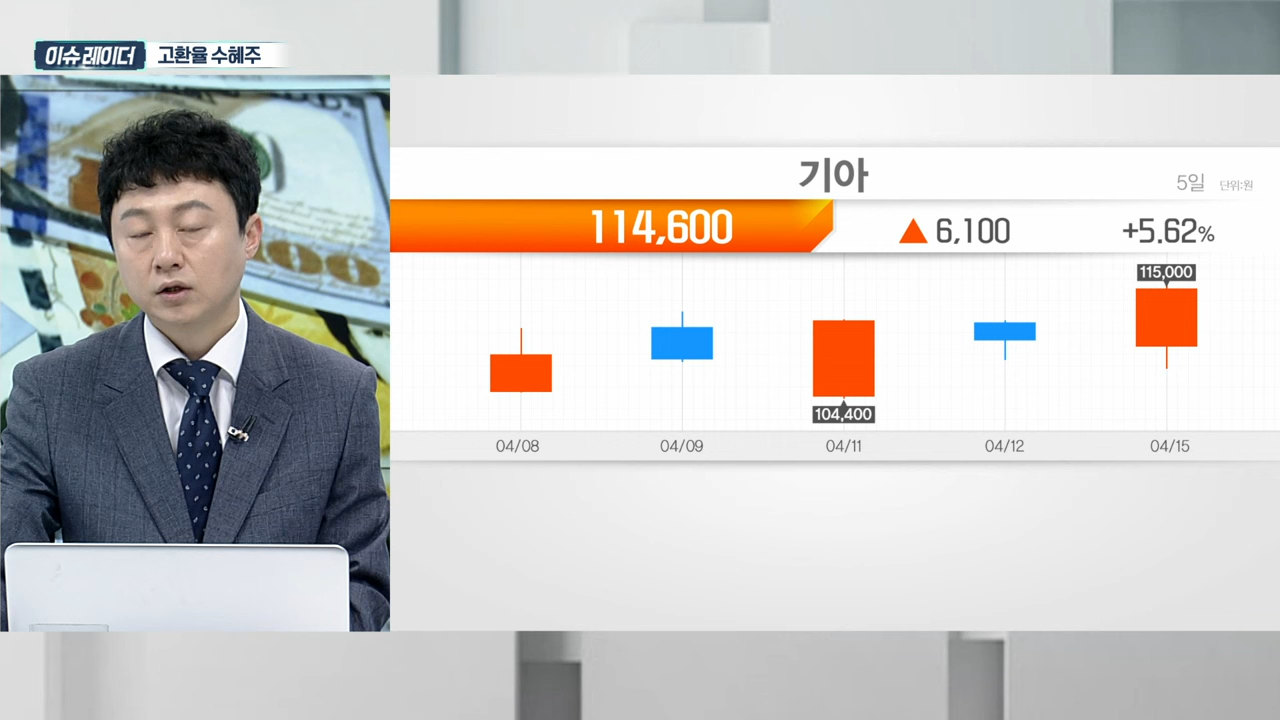 이슈레이더 고환율 수혜주
기아
5일 단위:원
114,600 ▲ 6,100 +5.62%
115,000
104,400
04/08 04/09 04/11 04/12 04/15